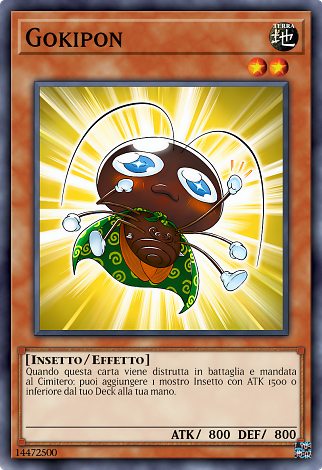 Gokipon
TERRA
地
[Insetto/Effetto]
Quando questa carta viene distrutta in battaglia e mandata
al Cimitero: puoi aggiungere 1 mostro Insetto con ATK 1500 o
inferiore dal tuo Deck alla tua mano.
ATK/ 800 DEF/ 800
14472500